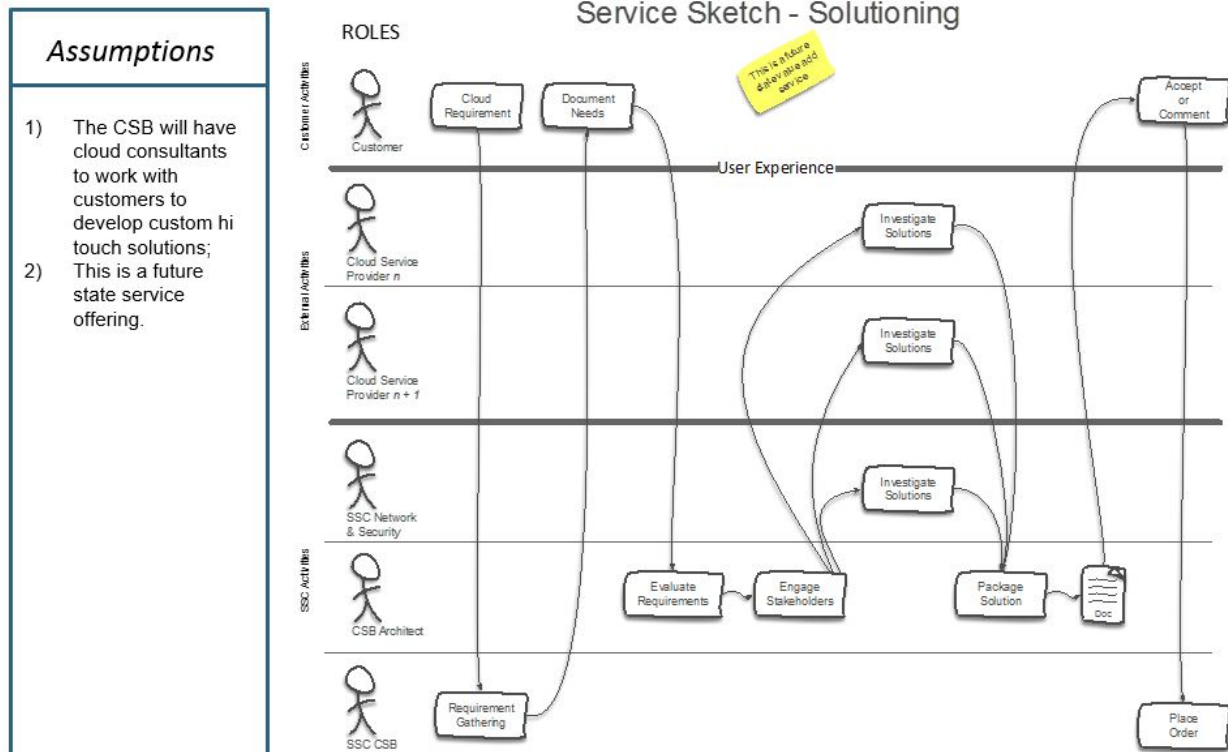 Service Sketch - Solutioning
Assumptions
1) The CSB will have
cloud consultants
to work with
customers to
develop custom hi
touch solutions;
2) This is a future
state service
offering.
ROLES
This is a future
date value add
service
Customer Activities
Customer
Cloud
Requirement
Document
Needs
Accept
or
Comment
User Experience
External Activities
Cloud Service
Provider n
Investigate
Solutions
Cloud Service
Provider n + 1
Investigate
Solutions
SSC Activities
SSC Network
& Security
Investigate
Solutions
CSB Architect
Evaluate
Requirements
Engage
Stakeholders
Package
Solution
Doc
SSC CSB
Requirement
Gathering
Place
Order